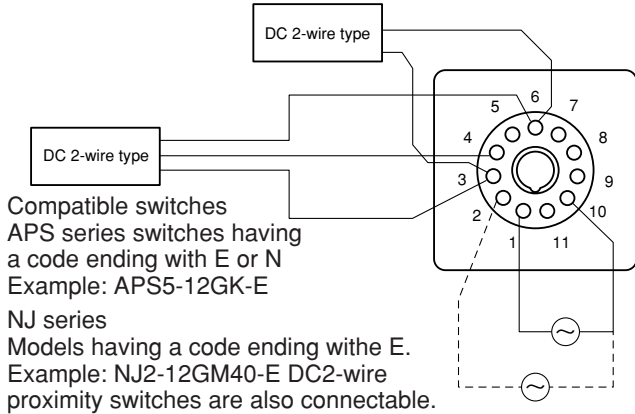 DC 2-wire type
DC 2-wire type
5
6
7
4
8
3
9
2
10
1
11
Compatible switches
APS series switches having
a code ending with E or N
Example: APS5-12GK-E
NJ series
Models having a code ending withe E.
Example: NJ2-12GM40-E DC2-wire
proximity switches are also connectable.